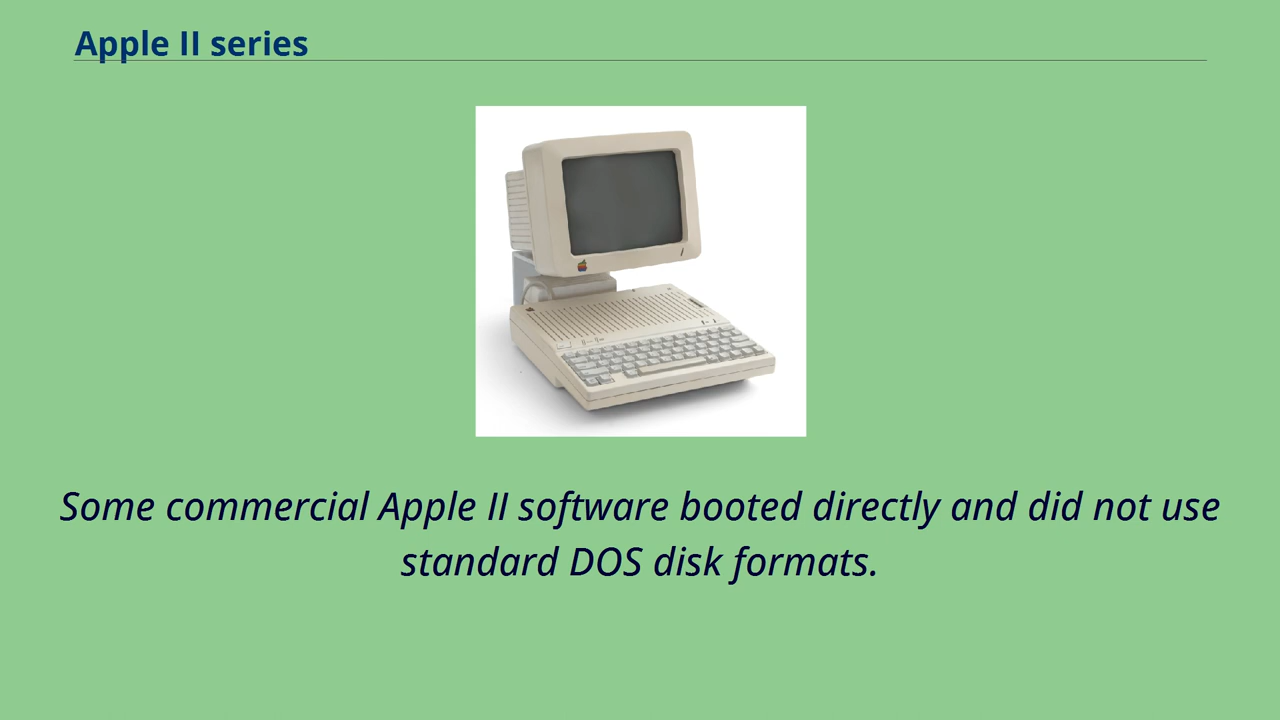 Apple II series
Some commercial Apple II software booted directly and did not use
standard DOS disk formats.